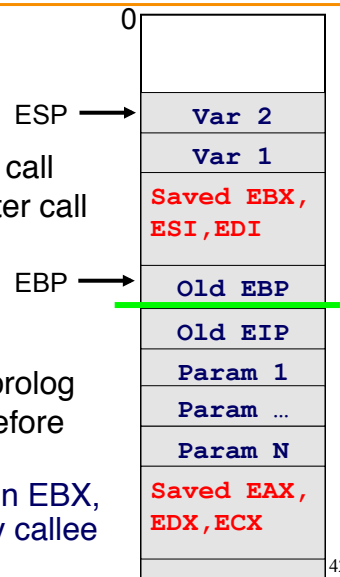 0
ESP
Var 2
Var 1
call
ter call
Saved EBX,
ESI,EDI
EBP
Old EBP
Old EIP
prolog
efore
Param 1
Param …
Param N
n EBX,
y callee
Saved EAX,
EDX,ECX